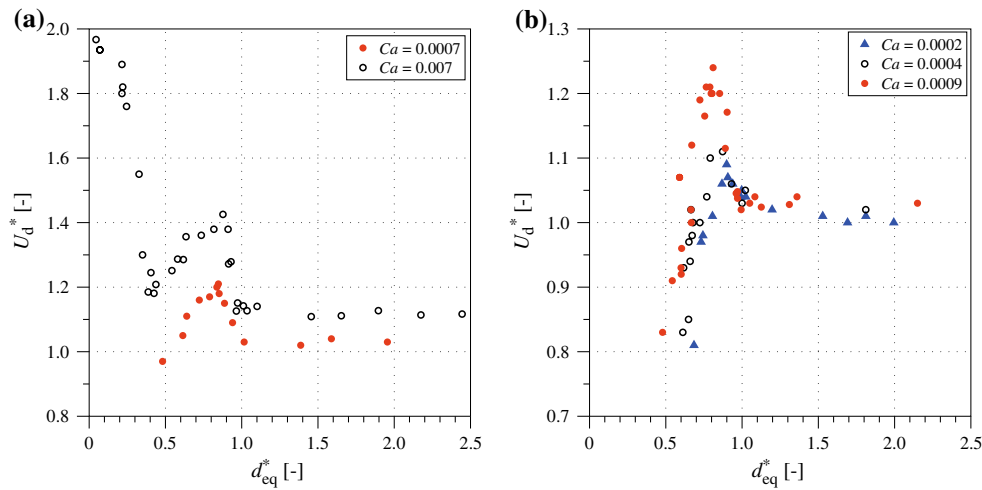 (a)
2.0
1.8
1.6
1.4
1.2
1.0
0.8
U_d^* [-]
Ca = 0.0007
Ca = 0.007
0 0.5 1.0 1.5 2.0 2.5
d_eq^* [-]
(b)
1.3
1.2
1.1
1.0
0.9
0.8
0.7
U_d^* [-]
Ca = 0.0002
Ca = 0.0004
Ca = 0.0009
0 0.5 1.0 1.5 2.0 2.5
d_eq^* [-]